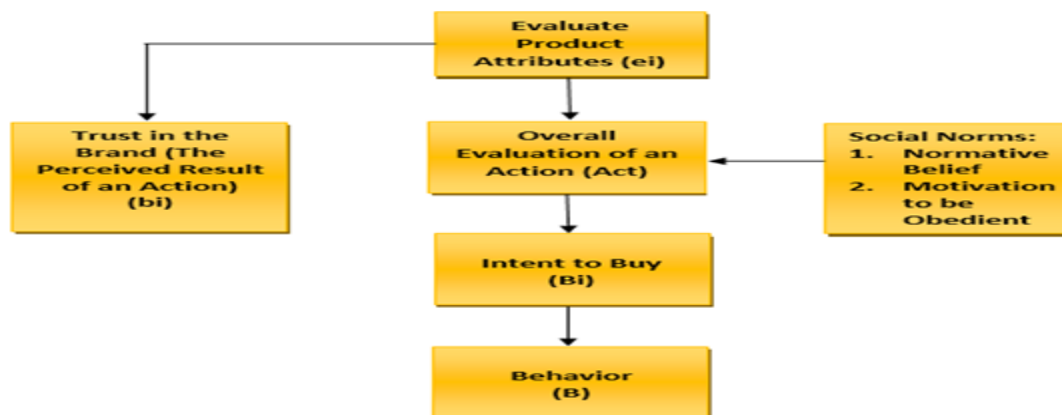 Evaluate
Product
Attributes (ei)
Trust in the
Brand (The
Perceived Result
of an Action)
(bi)
Overall
Evaluation of an
Action (Act)
Social Norms:
1. Normative
Belief
2. Motivation
to be
Obedient
Intent to Buy
(Bi)
Behavior
(B)